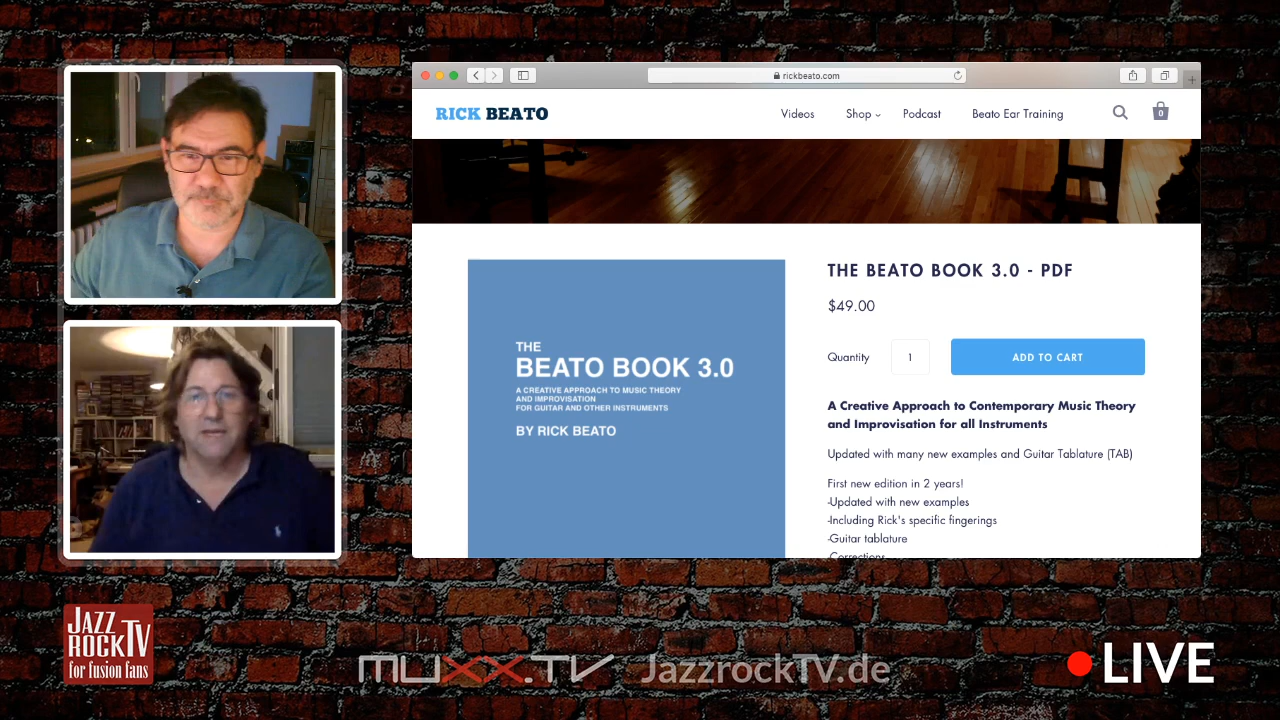 rickbeato.com
RICK BEATO
Videos
Shop
Podcast
Beato Ear Training
0
THE BEATO BOOK 3.0 - PDF
$49.00
Quantity
1
ADD TO CART
THE
BEATO BOOK 3.0
A CREATIVE APPROACH TO MUSIC THEORY
AND IMPROVISATION
FOR GUITAR AND OTHER INSTRUMENTS
BY RICK BEATO
A Creative Approach to Contemporary Music Theory
and Improvisation for all Instruments
Updated with many new examples and Guitar Tablature (TAB)
First new edition in 2 years!
-Updated with new examples
-Including Rick's specific fingerings
-Guitar tablature
-Corrections
JAZZ
ROCKTV
for fusion fans
MUXX.TV
JazzrockTV.de
LIVE